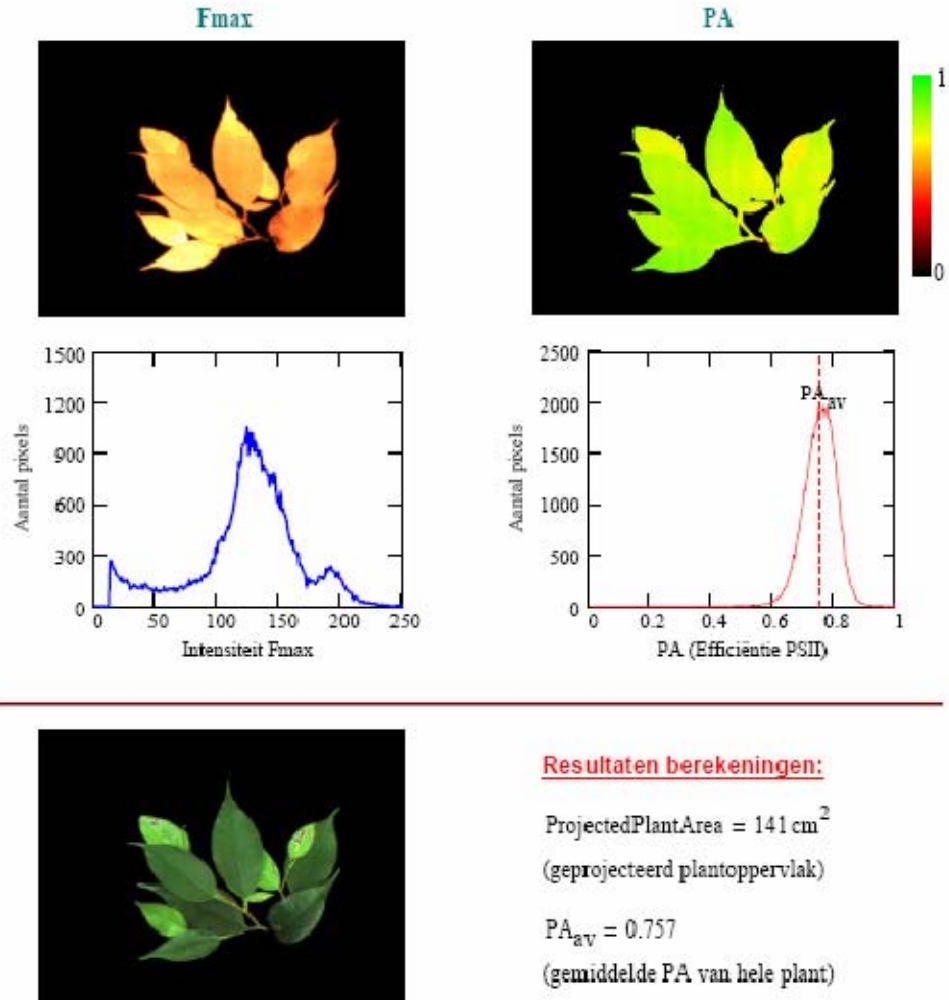 Fmax
PA
1
0
1500
1200
900
600
300
0
0 50 100 150 200 250
Aantal pixels
Intensiteit Fmax
2500
2000
1500
1000
500
0
0 0.2 0.4 0.6 0.8 1
Aantal pixels
PAav
PA (Efficiëntie PSII)
Resultaten berekeningen:
ProjectedPlantArea = 141 cm²
(geprojecteerd plantoppervlak)
PAav = 0.757
(gemiddelde PA van hele plant)